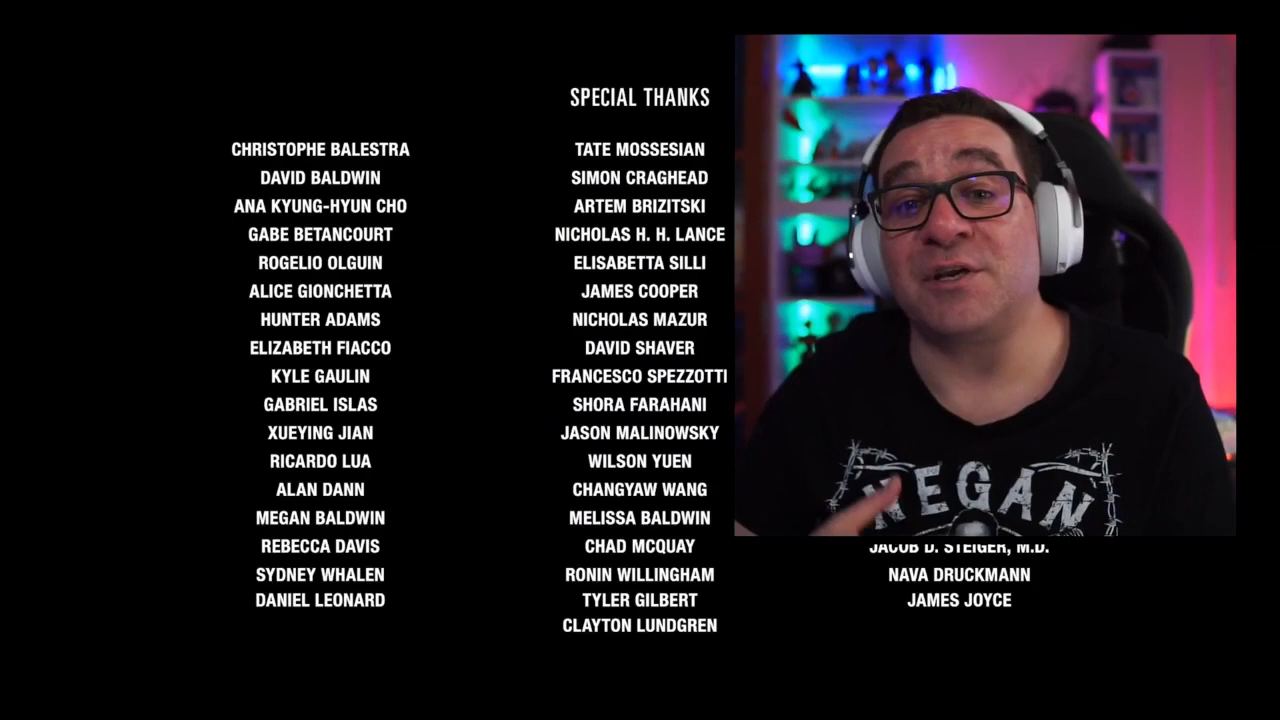 SPECIAL THANKS
CHRISTOPHE BALESTRA
DAVID BALDWIN
ANA KYUNG-HYUN CHO
GABE BETANCOURT
ROGELIO OLGUIN
ALICE GIONCHETTA
HUNTER ADAMS
ELIZABETH FIACCO
KYLE GAULIN
GABRIEL ISLAS
XUEYING JIAN
RICARDO LUA
ALAN DANN
MEGAN BALDWIN
REBECCA DAVIS
SYDNEY WHALEN
DANIEL LEONARD
TATE MOSSESIAN
SIMON CRAGHEAD
ARTEM BRIZITSKI
NICHOLAS H. H. LANCE
ELISABETTA SILLI
JAMES COOPER
NICHOLAS MAZUR
DAVID SHAVER
FRANCESCO SPEZZOTTI
SHORA FARAHANI
JASON MALINOWSKY
WILSON YUEN
CHANGYAW WANG
MELISSA BALDWIN
CHAD MCQUAY
RONIN WILLINGHAM
TYLER GILBERT
CLAYTON LUNDGREN
JACOB D. STEIGER, M.D.
NAVA DRUCKMANN
JAMES JOYCE
NEGAN